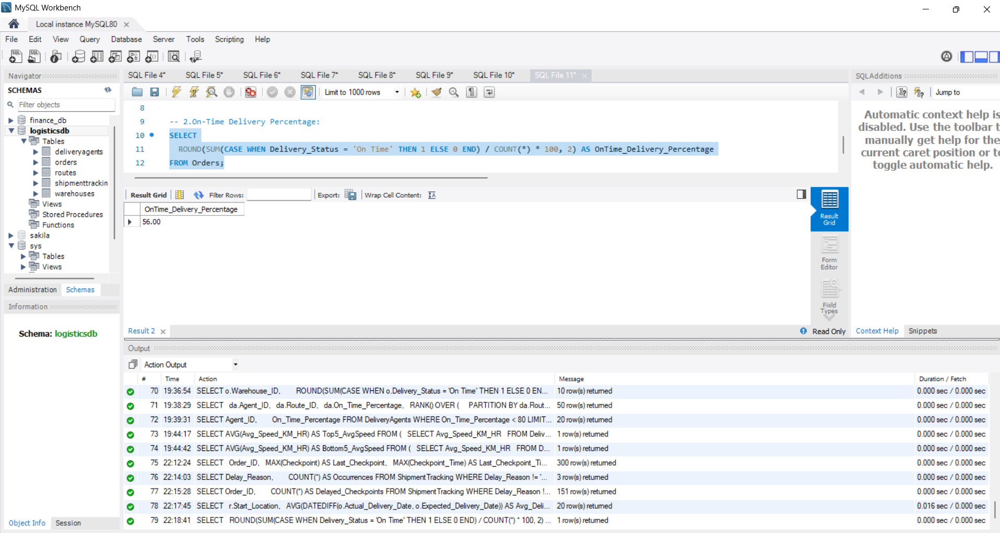 MySQL Workbench
Local instance MySQL80
File Edit View Query Database Server Tools Scripting Help
Navigator
SCHEMAS
Filter objects
finance_db
logisticsdb
Tables
deliveryagents
orders
routes
shipmenttrackin
warehouses
Views
Stored Procedures
Functions
sakila
sys
Tables
Views
Administration Schemas
Information
Schema: logisticsdb
Object Info Session
SQL File 4* SQL File 5* SQL File 6* SQL File 7* SQL File 8* SQL File 9* SQL File 10* SQL File 11*
Limit to 1000 rows
8
9 -- 2.On-Time Delivery Percentage:
10 SELECT
11 ROUND(SUM(CASE WHEN Delivery_Status = 'On Time' THEN 1 ELSE 0 END) / COUNT(*) * 100, 2) AS OnTime_Delivery_Percentage
12 FROM Orders;
Result Grid Filter Rows: Export: Wrap Cell Content:
OnTime_Delivery_Percentage
56.00
Result Grid
Form Editor
Field Types
Result 2
Read Only
SQLAdditions
Jump to
Automatic context help is
disabled. Use the toolbar t
manually get help for the
current caret position or to
toggle automatic help.
Context Help Snippets
Output
Action Output
# Time Action Message Duration / Fetch
70 19:36:54 SELECT o.Warehouse_ID, ROUND(SUM(CASE WHEN o.Delivery_Status = 'On Time' THEN 1 ELSE 0 EN... 10 row(s) returned 0.000 sec / 0.000 sec
71 19:38:29 SELECT da.Agent_ID, da.Route_ID, da.On_Time_Percentage, RANK() OVER ( PARTITION BY da.Rout... 50 row(s) returned 0.000 sec / 0.000 sec
72 19:39:31 SELECT Agent_ID, On_Time_Percentage FROM DeliveryAgents WHERE On_Time_Percentage < 80 LIMIT... 20 row(s) returned 0.000 sec / 0.000 sec
73 19:44:17 SELECT AVG(Avg_Speed_KM_HR) AS Top5_AvgSpeed FROM ( SELECT Avg_Speed_KM_HR FROM Deliv... 1 row(s) returned 0.000 sec / 0.000 sec
74 19:44:42 SELECT AVG(Avg_Speed_KM_HR) AS Bottom5_AvgSpeed FROM ( SELECT Avg_Speed_KM_HR FROM D... 1 row(s) returned 0.000 sec / 0.000 sec
75 22:12:24 SELECT Order_ID, MAX(Checkpoint) AS Last_Checkpoint, MAX(Checkpoint_Time) AS Last_Checkpoint_Ti... 300 row(s) returned 0.000 sec / 0.000 sec
76 22:14:03 SELECT Delay_Reason, COUNT(*) AS Occurrences FROM ShipmentTracking WHERE Delay_Reason != '... 3 row(s) returned 0.000 sec / 0.000 sec
77 22:15:28 SELECT Order_ID, COUNT(*) AS Delayed_Checkpoints FROM ShipmentTracking WHERE Delay_Reason !... 151 row(s) returned 0.000 sec / 0.000 sec
78 22:17:45 SELECT r.Start_Location, AVG(DATEDIFF(o.Actual_Delivery_Date, o.Expected_Delivery_Date)) AS Avg_Deli... 20 row(s) returned 0.016 sec / 0.000 sec
79 22:18:41 SELECT ROUND(SUM(CASE WHEN Delivery_Status = 'On Time' THEN 1 ELSE 0 END) / COUNT(*) * 100, 2) ... 1 row(s) returned 0.000 sec / 0.000 sec